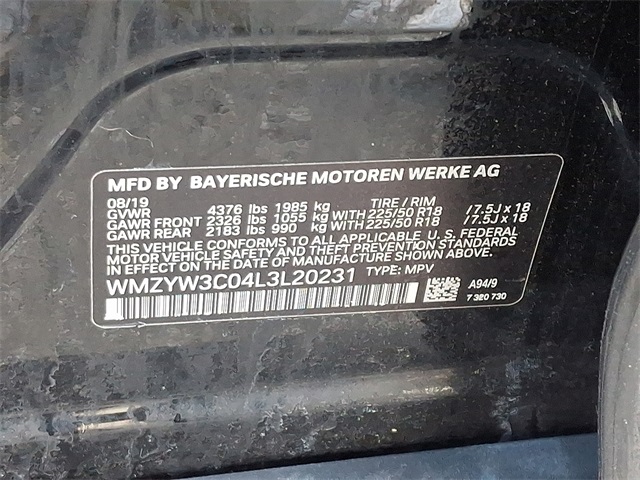 MFD BY BAYERISCHE MOTOREN WERKE AG
08/19 TIRE / RIM
GVWR 4376 lbs 1985 kg
GAWR FRONT 2326 lbs 1055 kg WITH 225/50 R18 / 7.5J x 18
GAWR REAR 2183 lbs 990 kg WITH 225/50 R18 / 7.5J x 18
THIS VEHICLE CONFORMS TO ALL APPLICABLE U.S. FEDERAL
MOTOR VEHICLE SAFETY AND THEFT PREVENTION STANDARDS
IN EFFECT ON THE DATE OF MANUFACTURE SHOWN ABOVE.
WMZYW3C04L3L20231 TYPE: MPV
A94/9
7 320 730